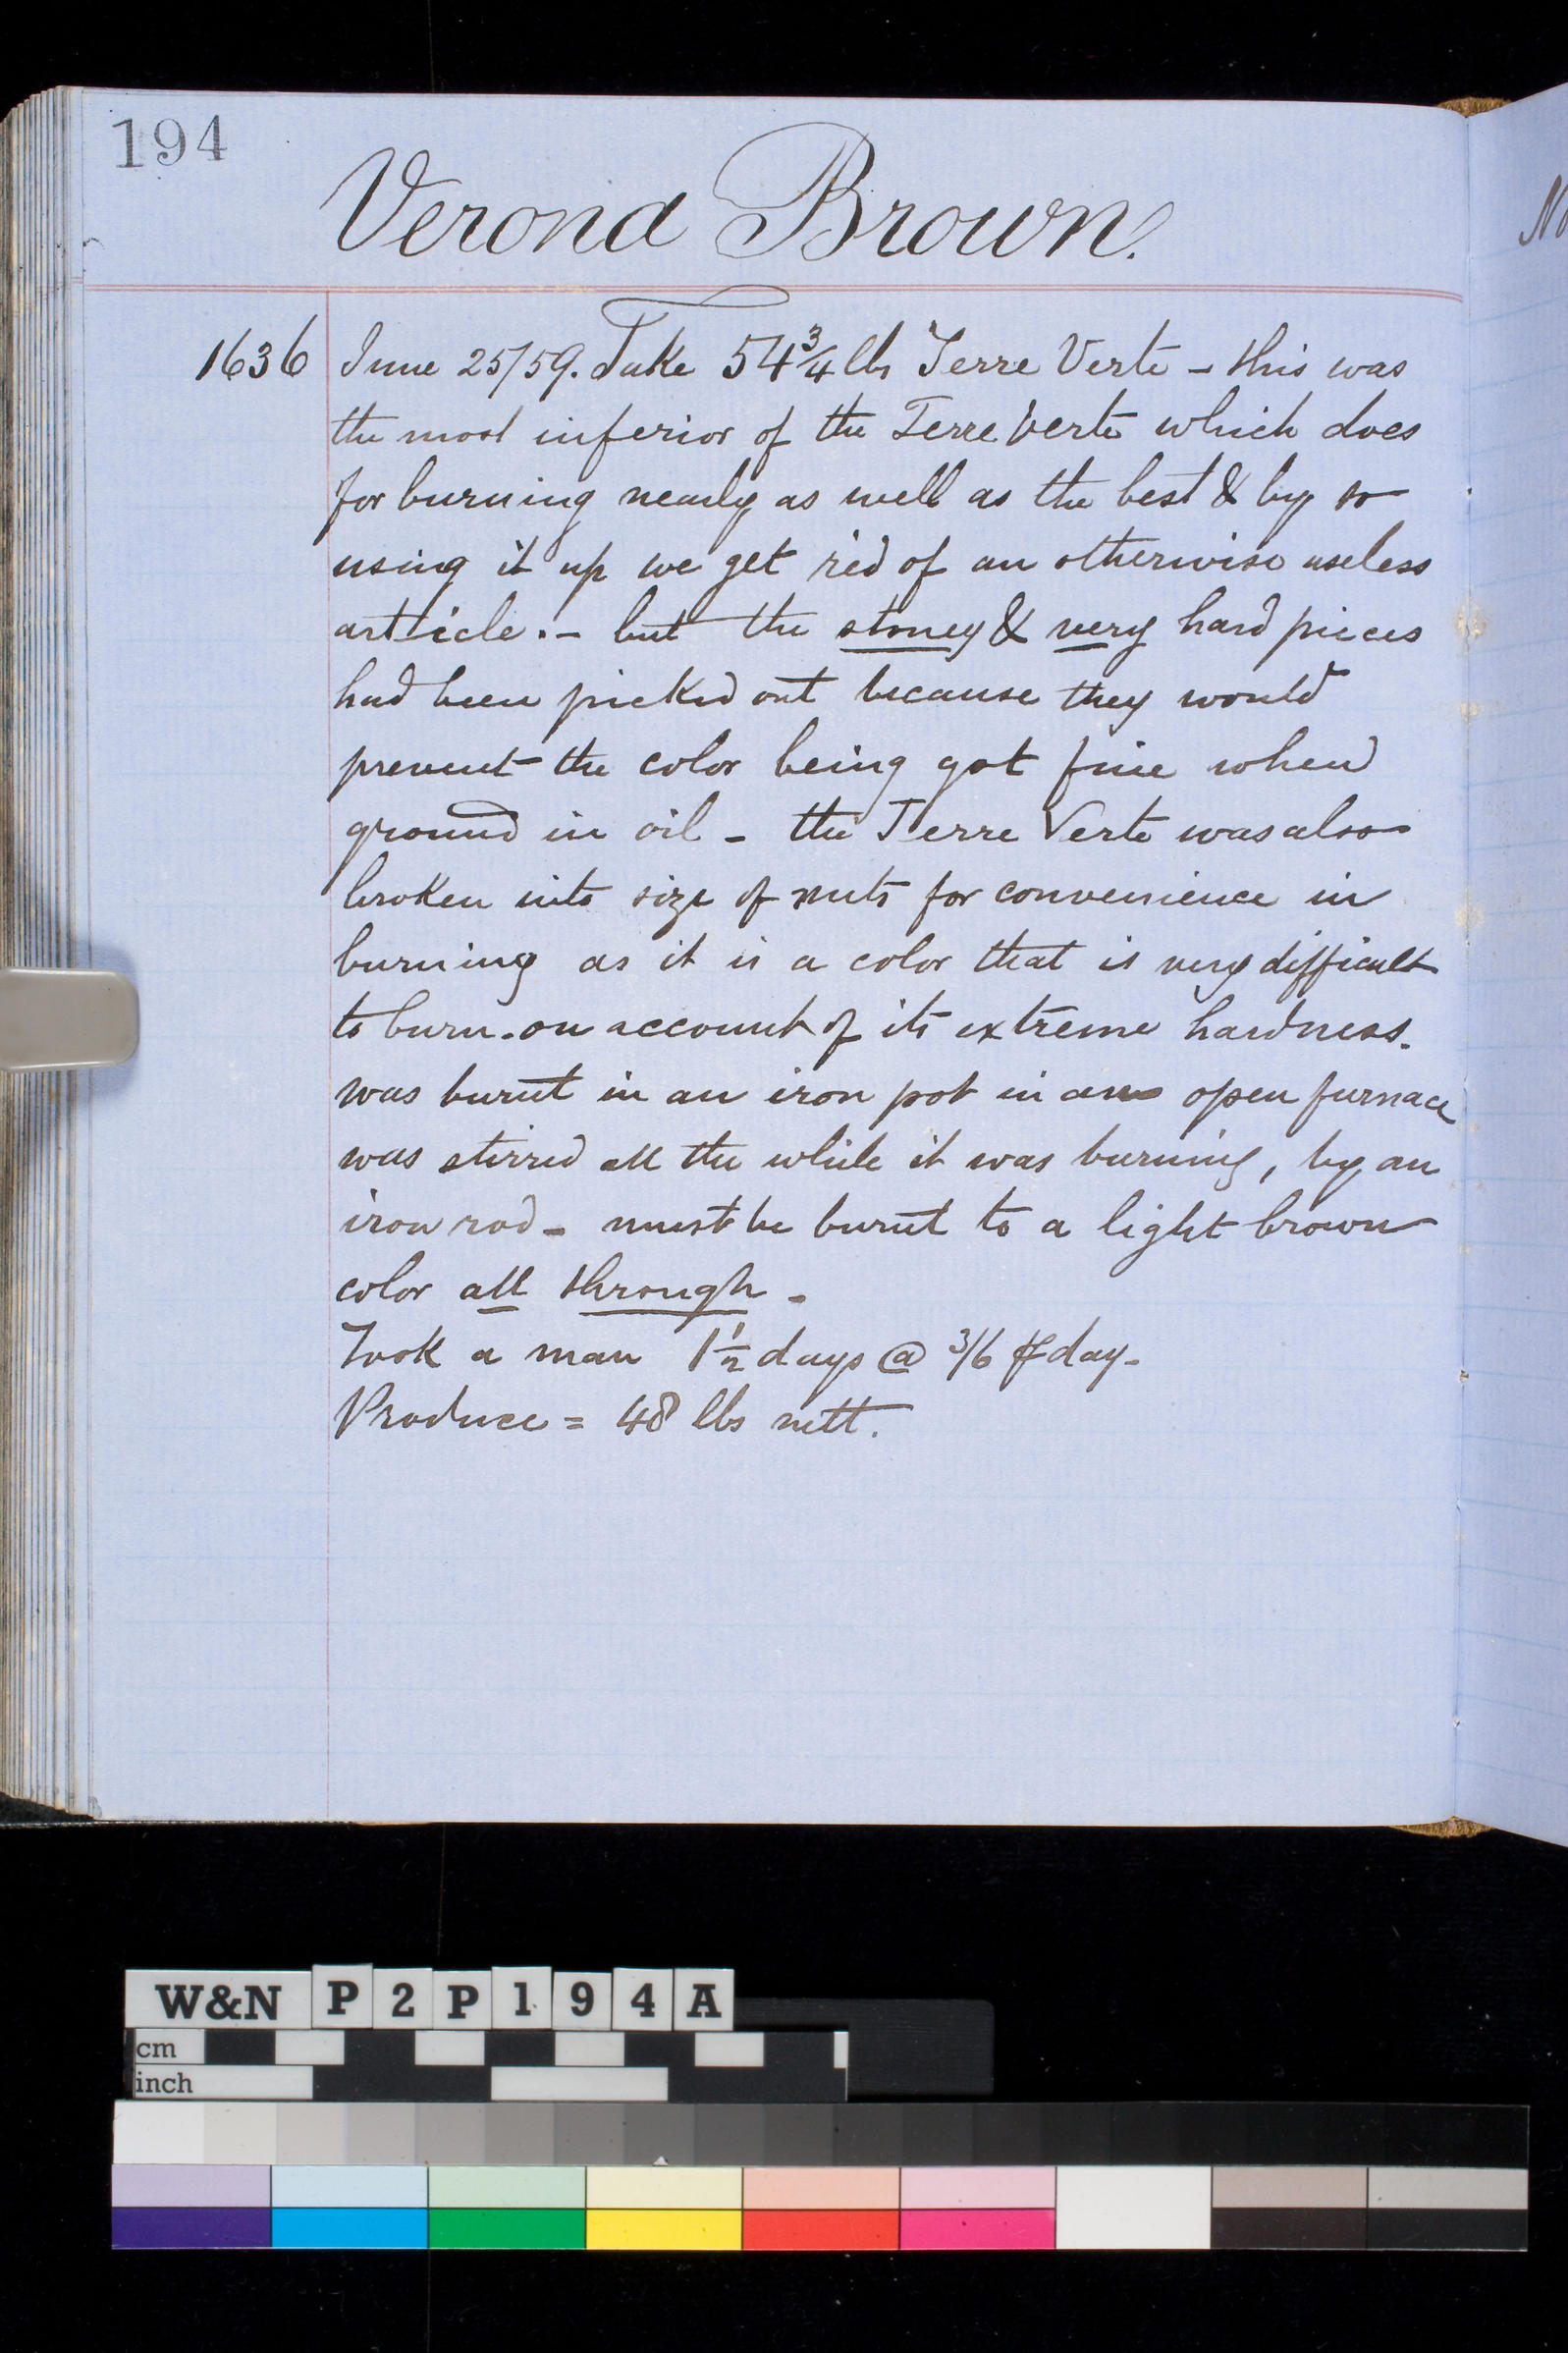 194
Verona Brown.
1636 June 25/59. Take 54 3/4 lbs Terre Verte – this was
the most inferior of the Terre Verte which does
for burning nearly as well as the best & by so
using it up we get rid of an otherwise useless
article. – but the stoney & very hard pieces
had been picked out because they would
prevent the color being got fine when
ground in oil – the Terre Verte was also
broken into size of nuts for convenience in
burning as it is a color that is very difficult
to burn. on account of its extreme hardness.
was burnt in an iron pot in an open furnace
was stirred all the while it was burning, by an
iron rod – must be burnt to a light brown
color all through –
Took a man 1 1/2 days @ 3/6 ⅌ day.
Produce = 48 lbs nett.
W&N P2P194A
cm
inch